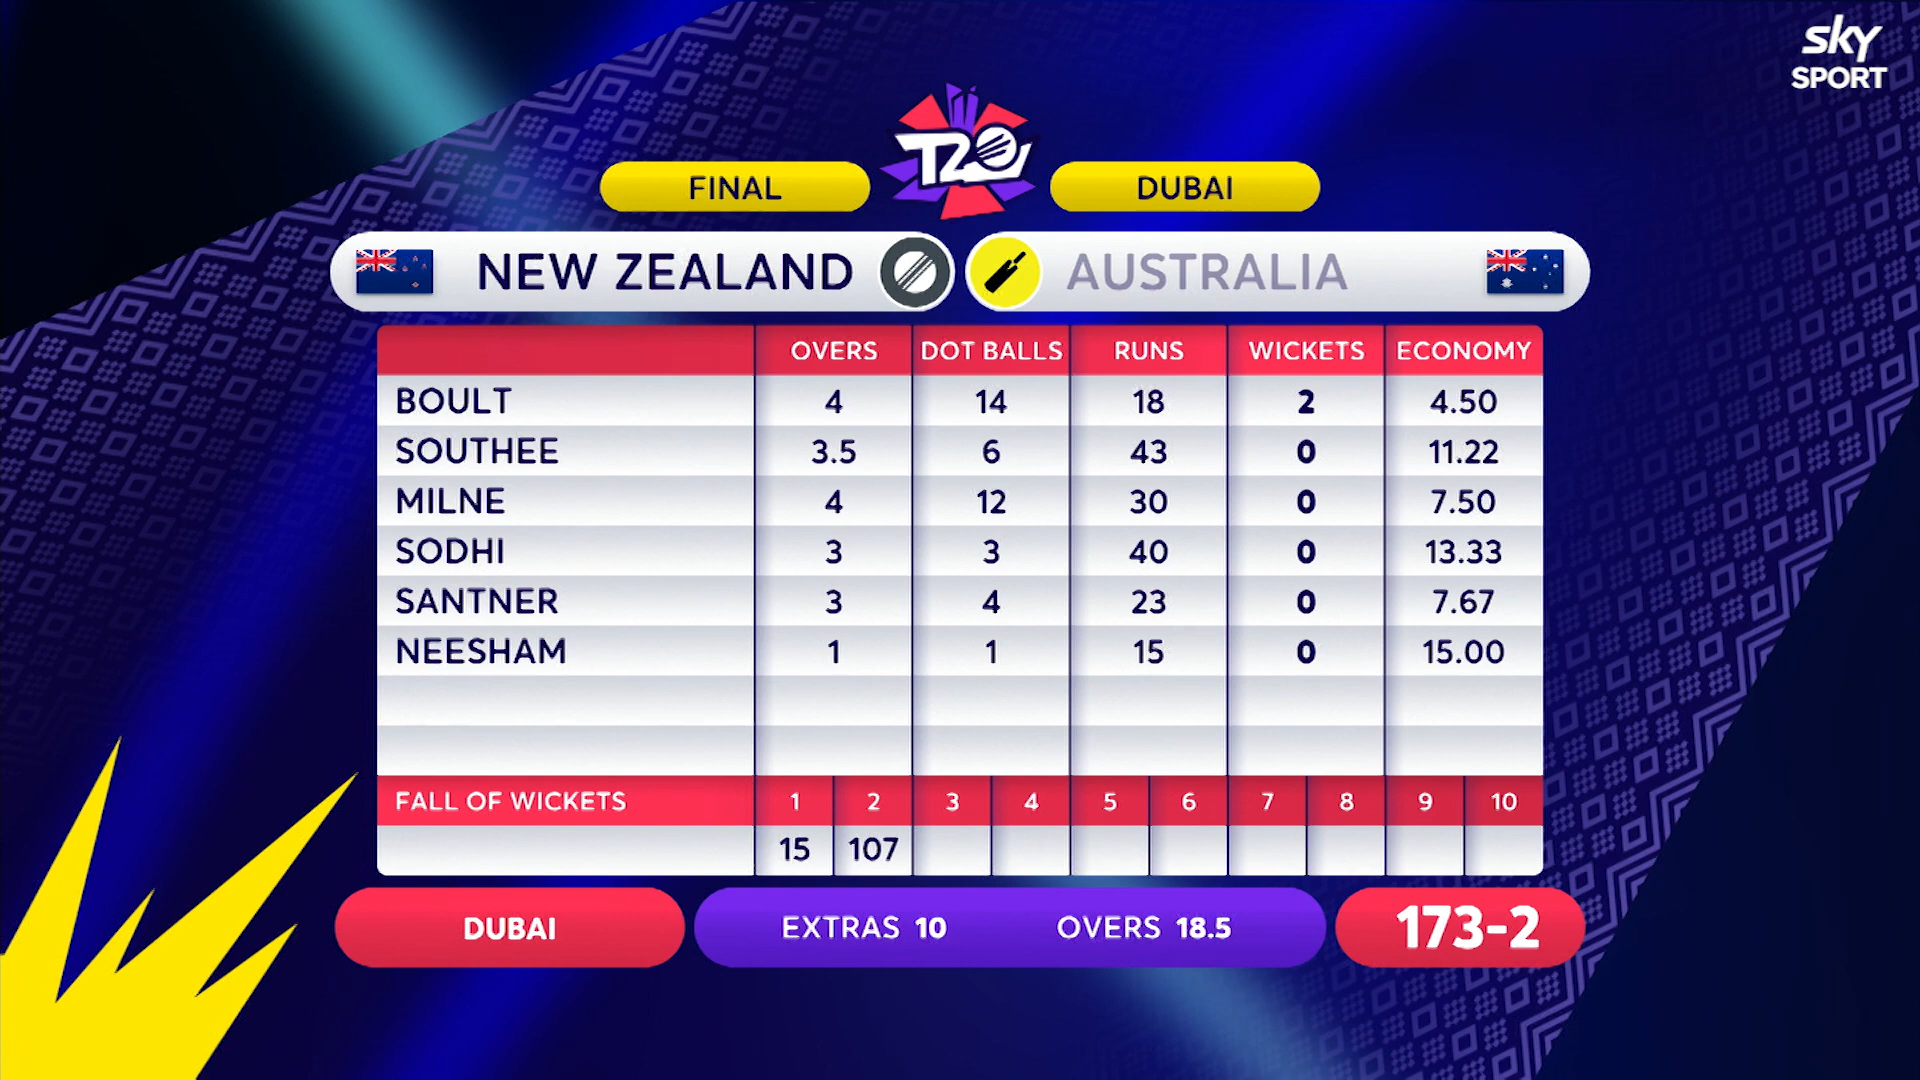 sky
SPORT
T20
FINAL
DUBAI
NEW ZEALAND
AUSTRALIA
OVERS DOT BALLS RUNS WICKETS ECONOMY
BOULT 4 14 18 2 4.50
SOUTHEE 3.5 6 43 0 11.22
MILNE 4 12 30 0 7.50
SODHI 3 3 40 0 13.33
SANTNER 3 4 23 0 7.67
NEESHAM 1 1 15 0 15.00
FALL OF WICKETS 1 2 3 4 5 6 7 8 9 10
15 107
DUBAI
EXTRAS 10 OVERS 18.5
173-2